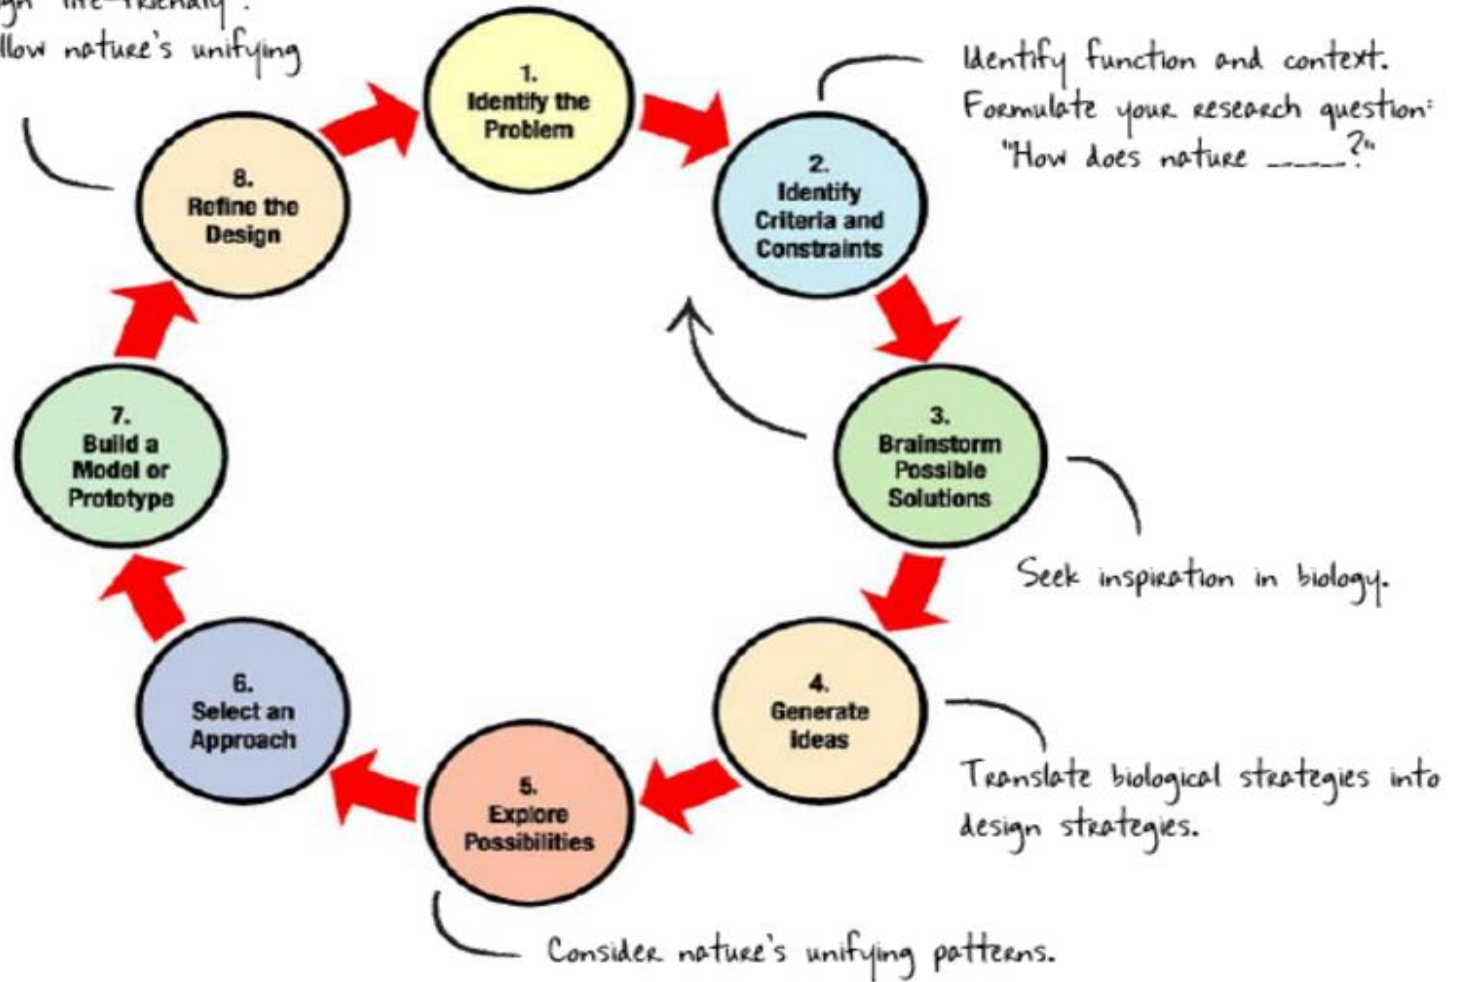 life-friendly".
llow nature's unifying
1.
Identify the
Problem
Identify function and context.
Formulate your research question:
"How does nature _____?"
2.
Identify
Criteria and
Constraints
3.
Brainstorm
Possible
Solutions
Seek inspiration in biology.
4.
Generate
Ideas
Translate biological strategies into
design strategies.
5.
Explore
Possibilities
Consider nature's unifying patterns.
6.
Select an
Approach
7.
Build a
Model or
Prototype
8.
Refine the
Design